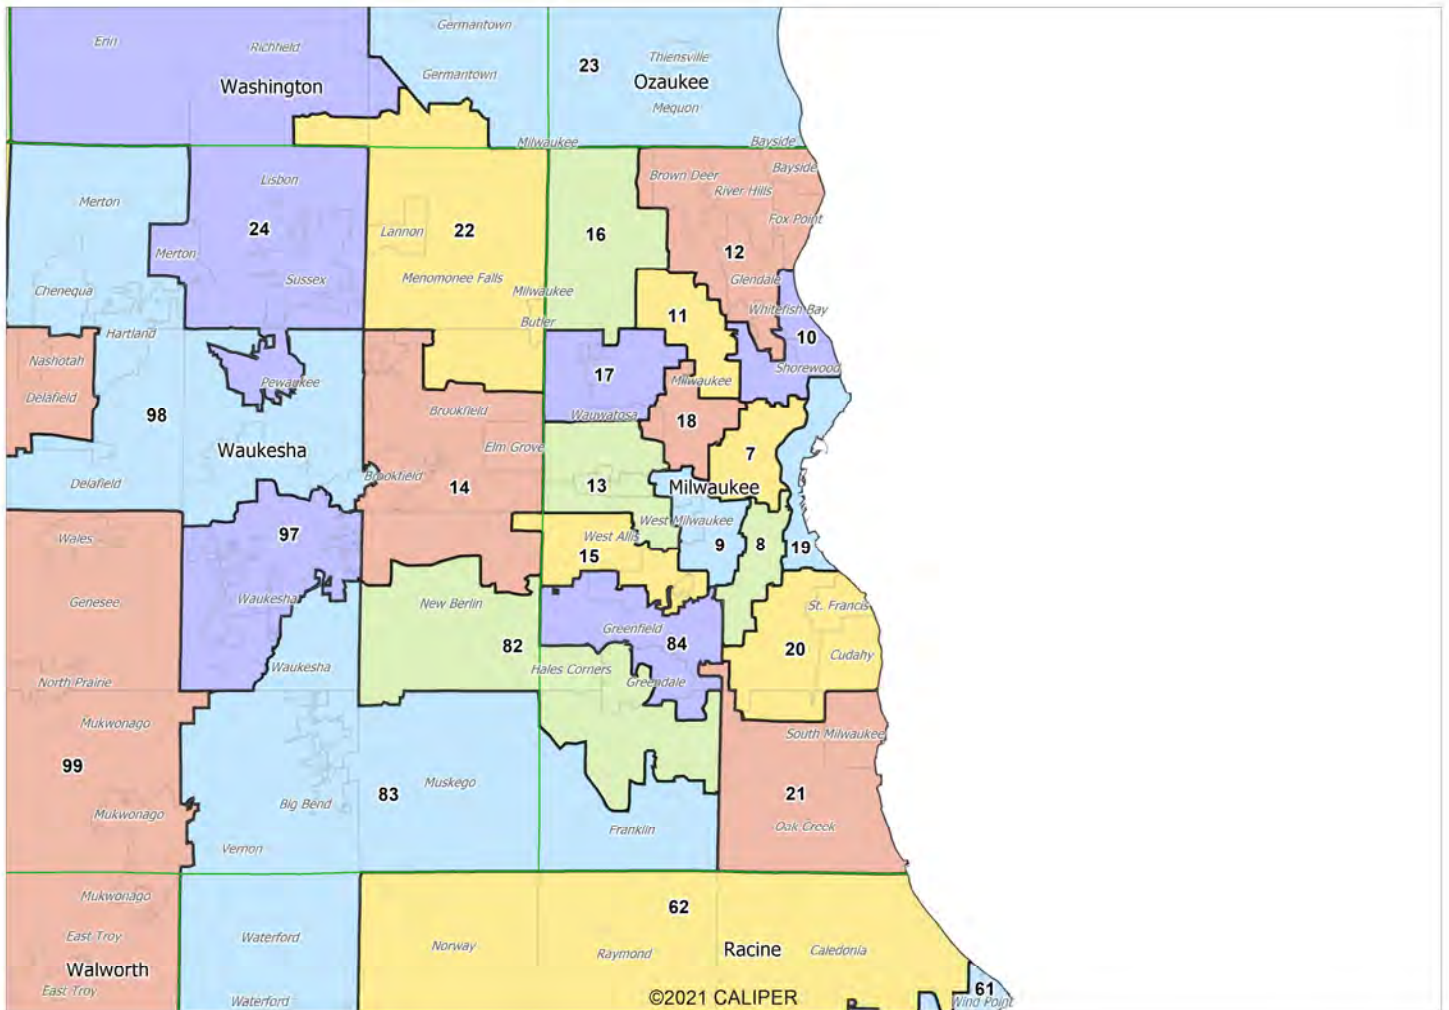 Erin
Richfield
Germantown
Washington
Germantown
23
Thiensville
Ozaukee
Mequon
Milwaukee
Bayside
Merton
Lisbon
Brown Deer
Bayside
River Hills
24
Lannon
22
16
Fox Point
Merton
12
Chenequa
Sussex
Menomonee Falls
Milwaukee
Glendale
Hartland
Butler
11
Whitefish Bay
10
Nashotah
Delafield
Pewaukee
17
Milwaukee
Shorewood
98
Brookfield
Wauwatosa
18
Waukesha
Elm Grove
7
Delafield
Brookfield
14
13
Milwaukee
Wales
97
West Milwaukee
West Allis
15
9
8
19
Genesee
Waukesha
New Berlin
St. Francis
Greenfield
82
84
20
Cudahy
Waukesha
Hales Corners
Greendale
North Prairie
Mukwonago
South Milwaukee
99
83
Muskego
21
Mukwonago
Big Bend
Franklin
Oak Creek
Vernon
Mukwonago
62
East Troy
Waterford
Norway
Raymond
Racine
Caledonia
Walworth
East Troy
Waterford
©2021 CALIPER
61
Wind Point